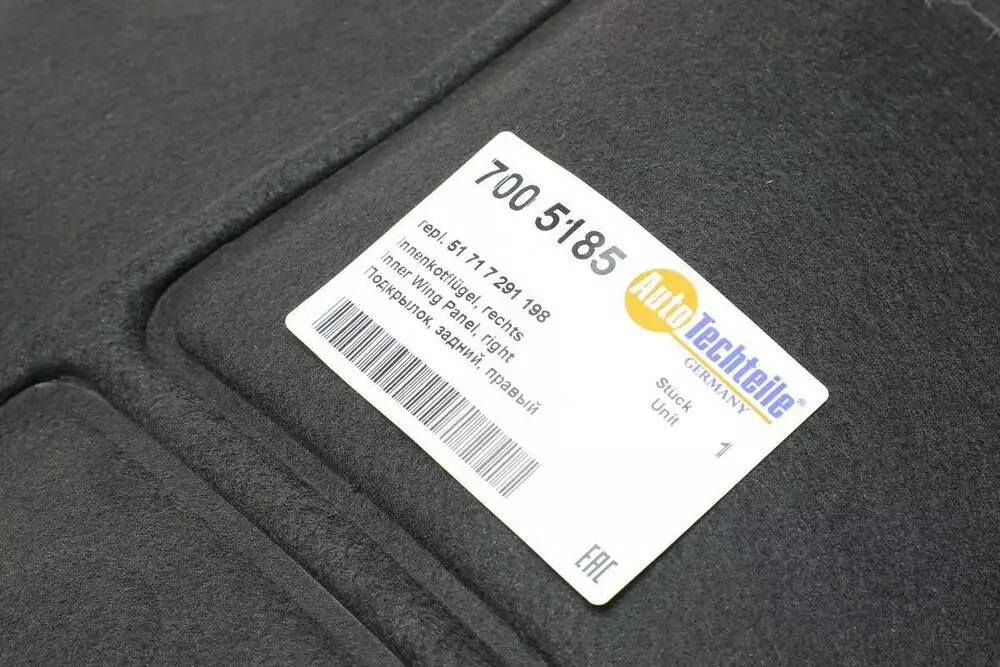 700 5185
repl. 51 71 7 291 198
Innenkotflügel, rechts
Inner Wing Panel, right
Подкрылок, задний, правый
AutoTechteile®
GERMANY
Stück
Unit
1
EAC